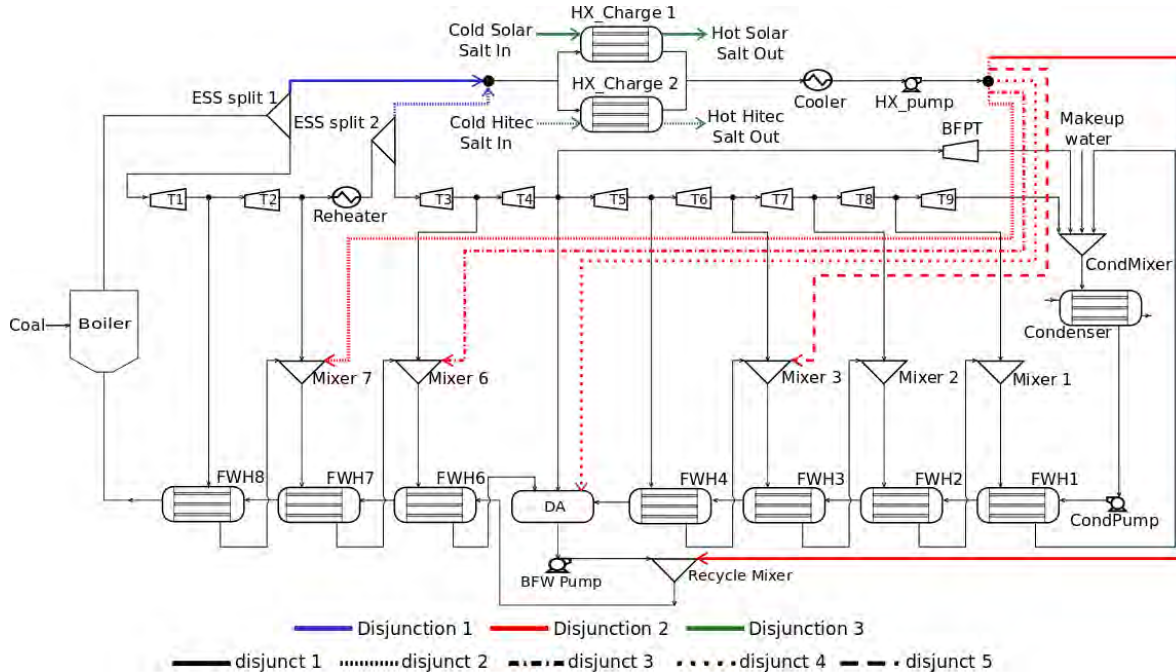 HX_Charge 1
Cold Solar
Salt In
Hot Solar
Salt Out
ESS split 1
HX_Charge 2
Cooler
HX_pump
ESS split 2
Cold Hitec
Salt In
Hot Hitec
Salt Out
BFPT
Makeup
water
T1
T2
Reheater
T3
T4
T5
T6
T7
T8
T9
CondMixer
Coal
Boiler
Condenser
Mixer 7
Mixer 6
Mixer 3
Mixer 2
Mixer 1
FWH8
FWH7
FWH6
DA
FWH4
FWH3
FWH2
FWH1
CondPump
BFW Pump
Recycle Mixer
Disjunction 1
Disjunction 2
Disjunction 3
disjunct 1
disjunct 2
disjunct 3
disjunct 4
disjunct 5